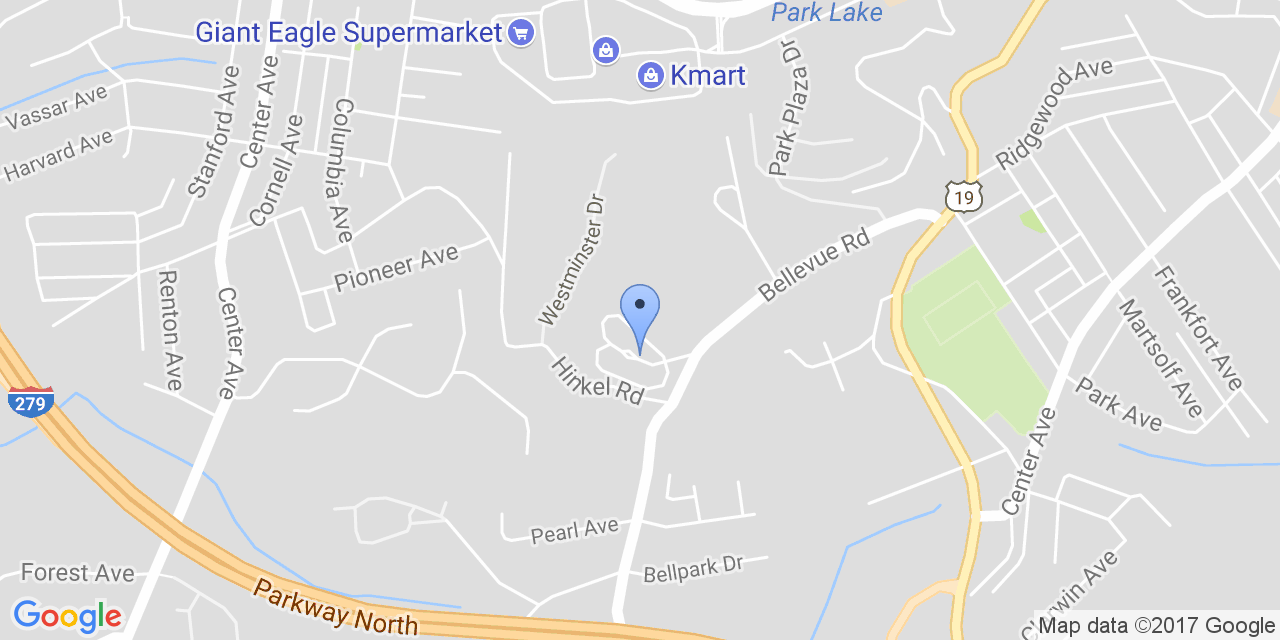 Park Lake
Giant Eagle Supermarket
Kmart
Park Plaza Dr
Ridgewood Ave
Vassar Ave
Harvard Ave
Stanford Ave
Center Ave
Cornell Ave
Columbia Ave
19
Westminster Dr
Bellevue Rd
Pioneer Ave
Renton Ave
Center Ave
Hinkel Rd
Frankfort Ave
Martsolf Ave
Park Ave
Center Ave
279
Pearl Ave
Bellpark Dr
Forest Ave
Parkway North
Google
Map data ©2017 Google